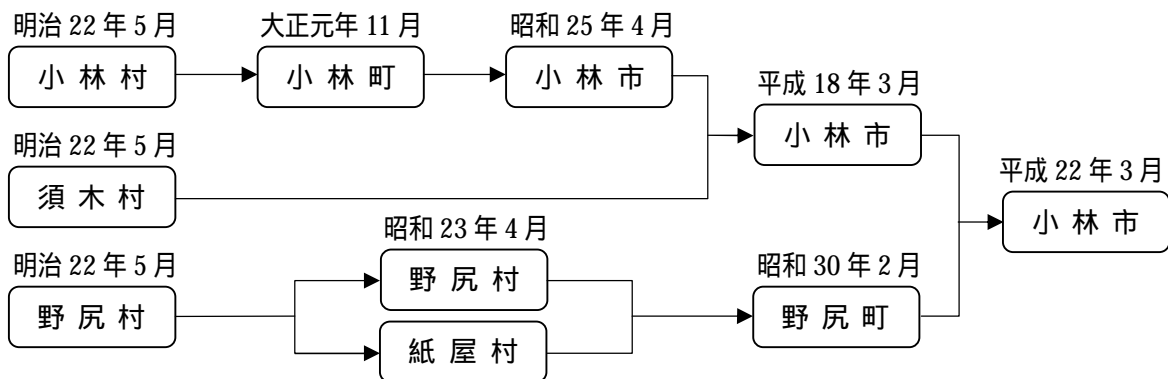 明治 22 年 5 月
小 林 村
大正元年 11 月
小 林 町
昭和 25 年 4 月
小 林 市
平成 18 年 3 月
小 林 市
明治 22 年 5 月
須 木 村
平成 22 年 3 月
小 林 市
明治 22 年 5 月
野 尻 村
昭和 23 年 4 月
野 尻 村
紙 屋 村
昭和 30 年 2 月
野 尻 町